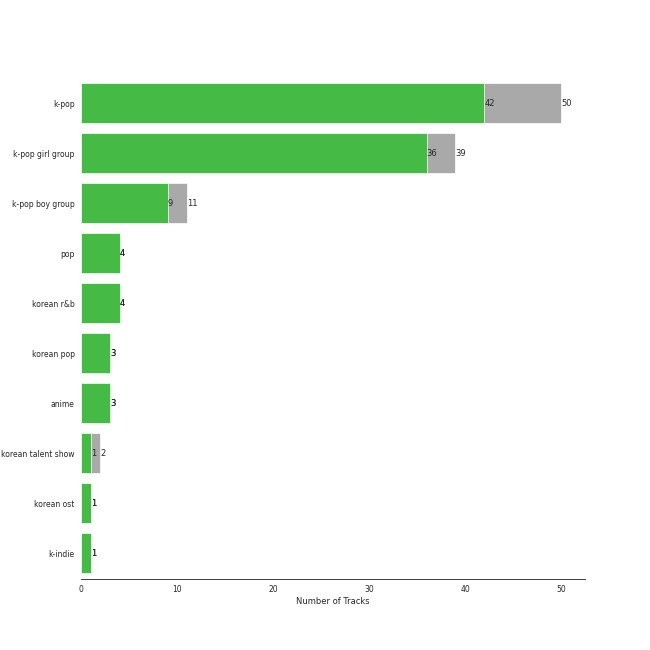 k-pop 42 50
k-pop girl group 36 39
k-pop boy group 9 11
pop 4
korean r&b 4
korean pop 3
anime 3
korean talent show 1 2
korean ost 1
k-indie 1
0 10 20 30 40 50
Number of Tracks